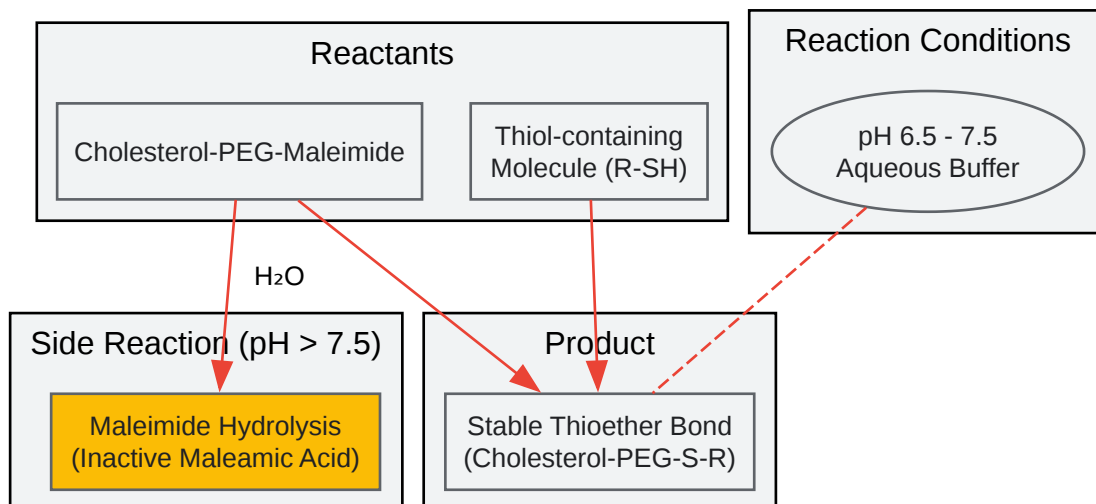 Reactants
Cholesterol-PEG-Maleimide
Thiol-containing
Molecule (R-SH)
Reaction Conditions
pH 6.5 - 7.5
Aqueous Buffer
H₂O
Side Reaction (pH > 7.5)
Maleimide Hydrolysis
(Inactive Maleamic Acid)
Product
Stable Thioether Bond
(Cholesterol-PEG-S-R)